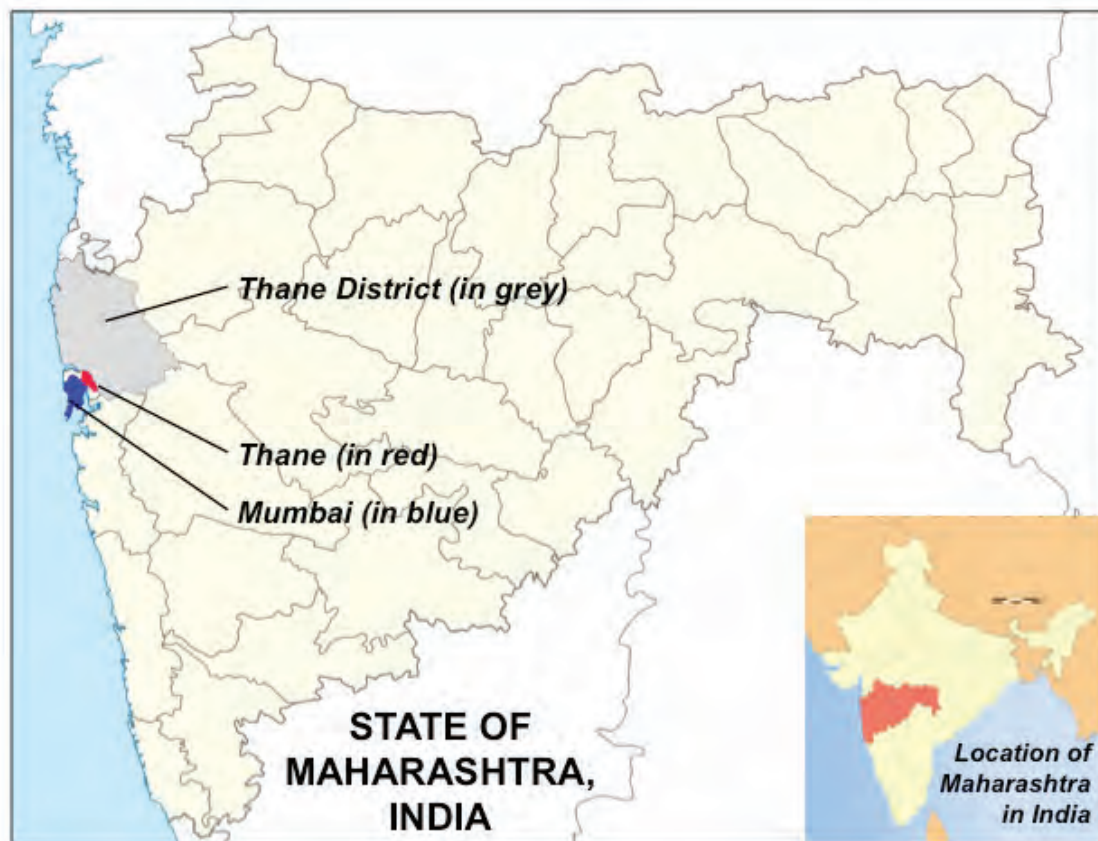 Thane District (in grey)
Thane (in red)
Mumbai (in blue)
STATE OF
MAHARASHTRA,
INDIA
Location of
Maharashtra
in India